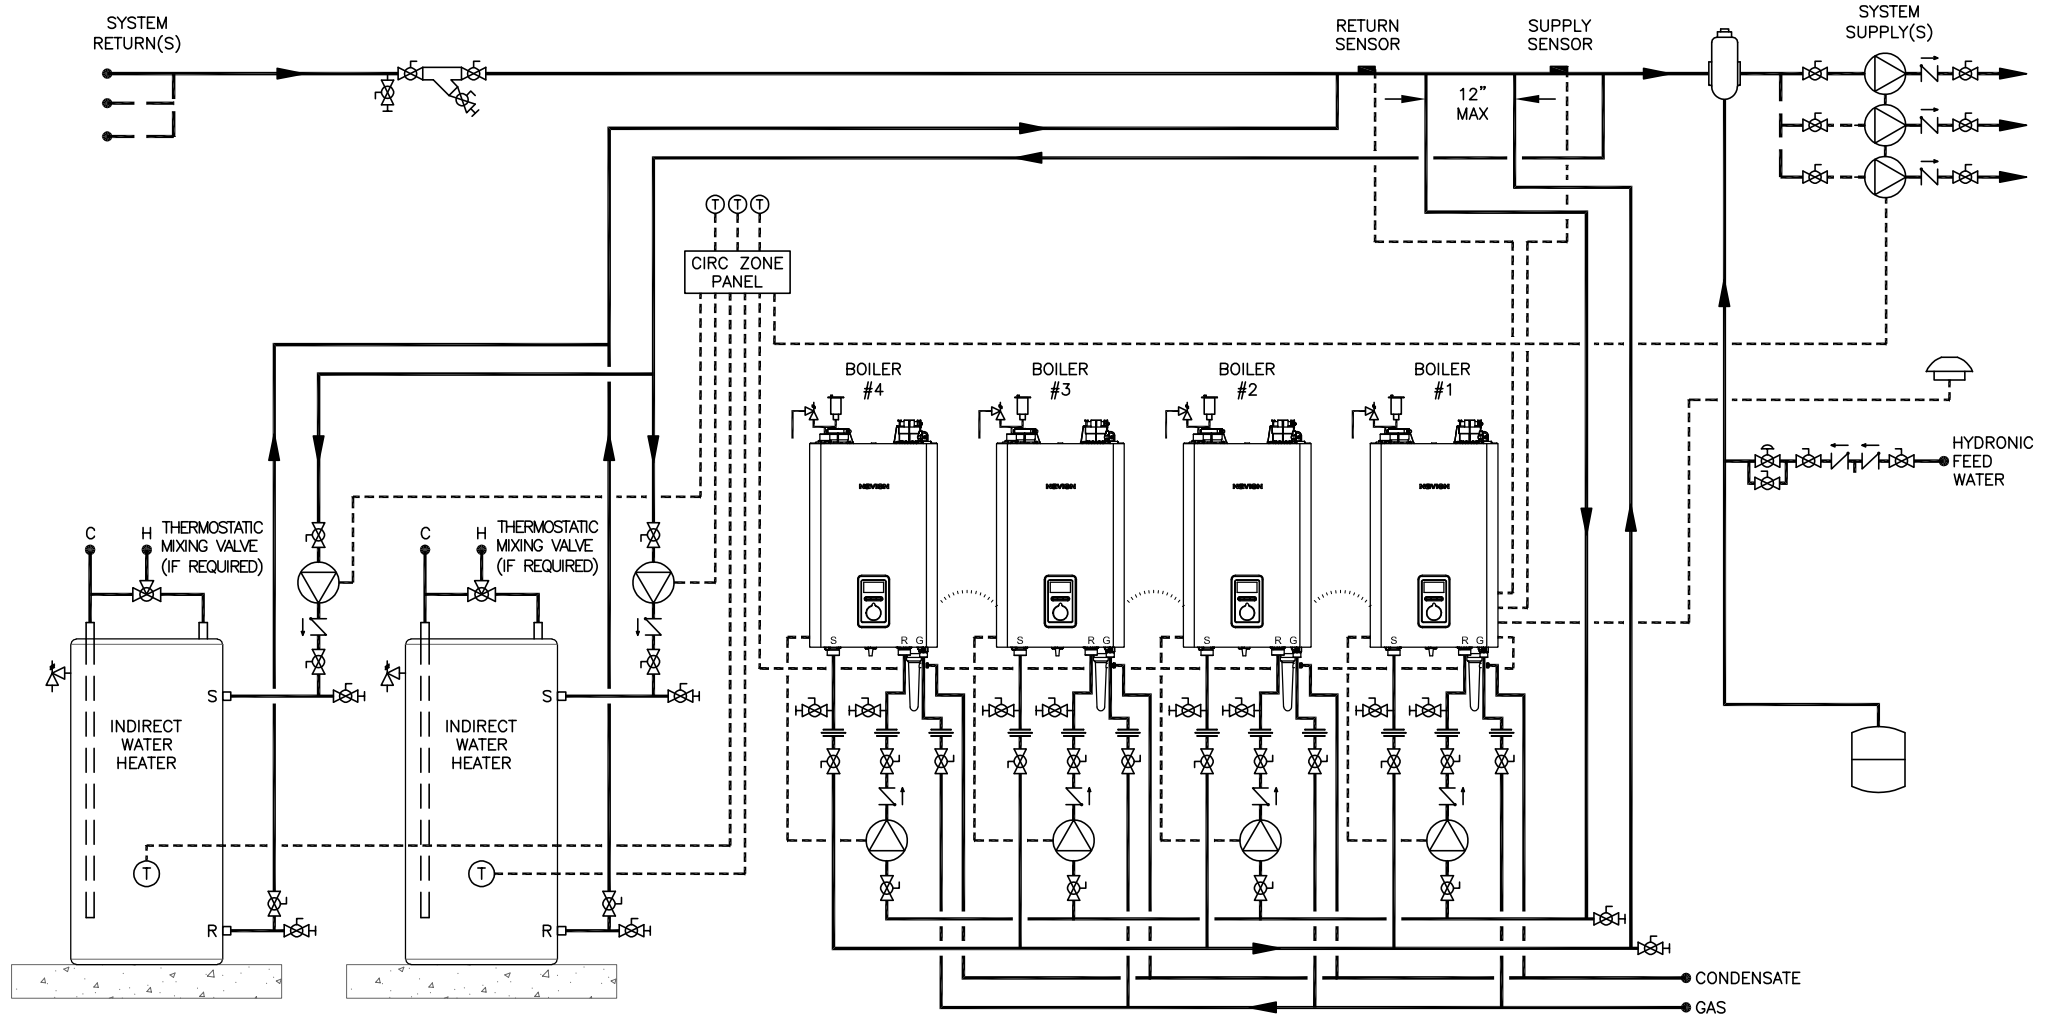 SYSTEM
RETURN(S)
RETURN
SENSOR
SUPPLY
SENSOR
SYSTEM
SUPPLY(S)
12”
MAX
T T T
CIRC ZONE
PANEL
BOILER
#4
BOILER
#3
BOILER
#2
BOILER
#1
HYDRONIC
FEED
WATER
C
H
THERMOSTATIC
MIXING VALVE
(IF REQUIRED)
C
H
THERMOSTATIC
MIXING VALVE
(IF REQUIRED)
S R G
S R G
S R G
S R G
S
INDIRECT
WATER
HEATER
T
R
S
INDIRECT
WATER
HEATER
T
R
CONDENSATE
GAS